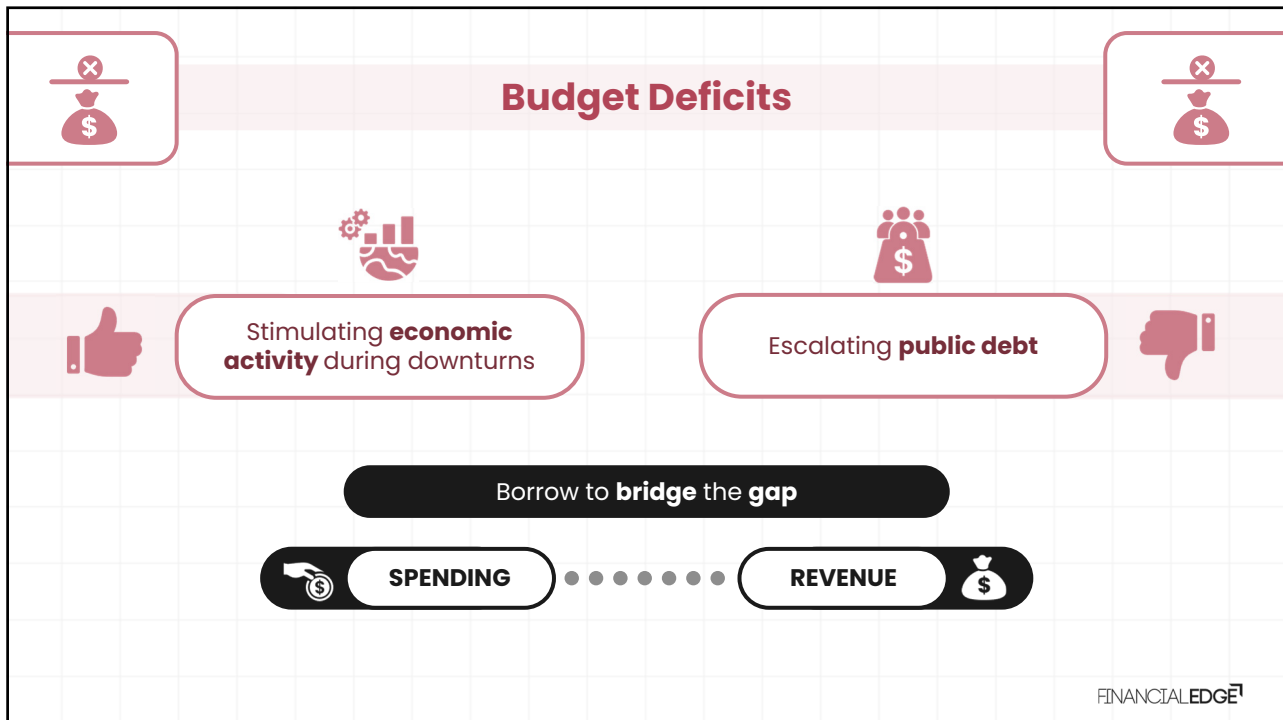 Budget Deficits
Stimulating economic
activity during downturns
Escalating public debt
Borrow to bridge the gap
SPENDING
REVENUE
FINANCIALEDGE